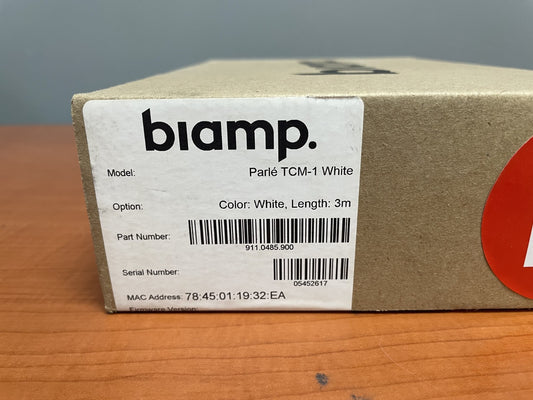 biamp.
Model: Parlé TCM-1 White
Option: Color: White, Length: 3m
Part Number:
911.0485.900
Serial Number:
05452617
MAC Address: 78:45:01:19:32:EA
Firmware Version: